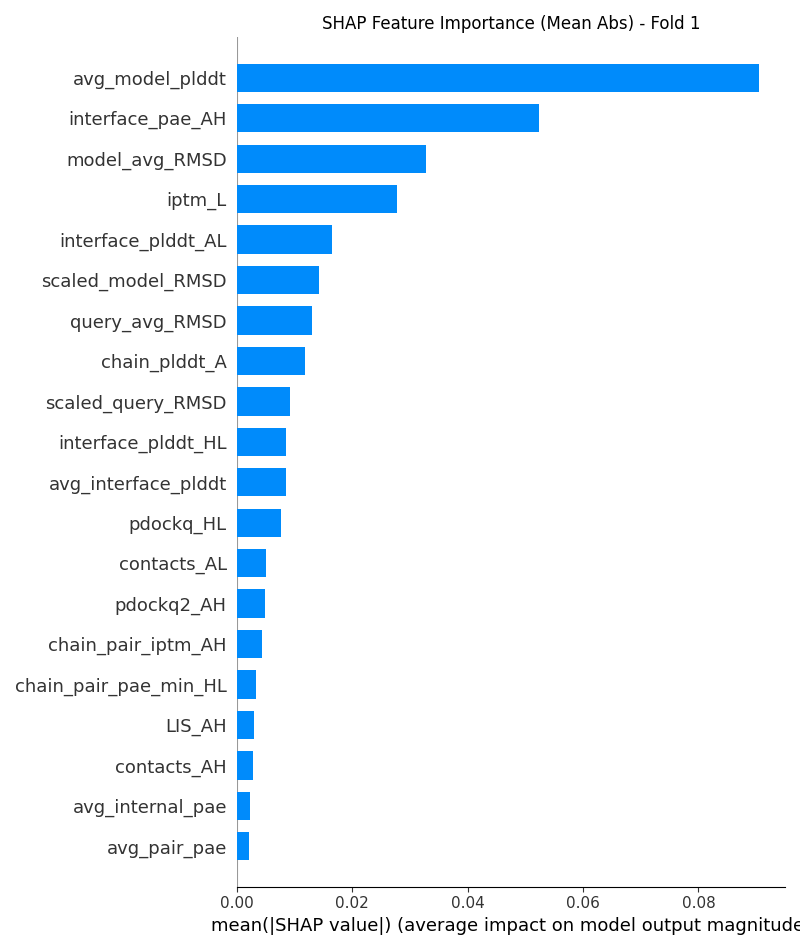 SHAP Feature Importance (Mean Abs) - Fold 1
avg_model_plddt
interface_pae_AH
model_avg_RMSD
iptm_L
interface_plddt_AL
scaled_model_RMSD
query_avg_RMSD
chain_plddt_A
scaled_query_RMSD
interface_plddt_HL
avg_interface_plddt
pdockq_HL
contacts_AL
pdockq2_AH
chain_pair_iptm_AH
chain_pair_pae_min_HL
LIS_AH
contacts_AH
avg_internal_pae
avg_pair_pae
0.00 0.02 0.04 0.06 0.08
mean(|SHAP value|) (average impact on model output magnitude